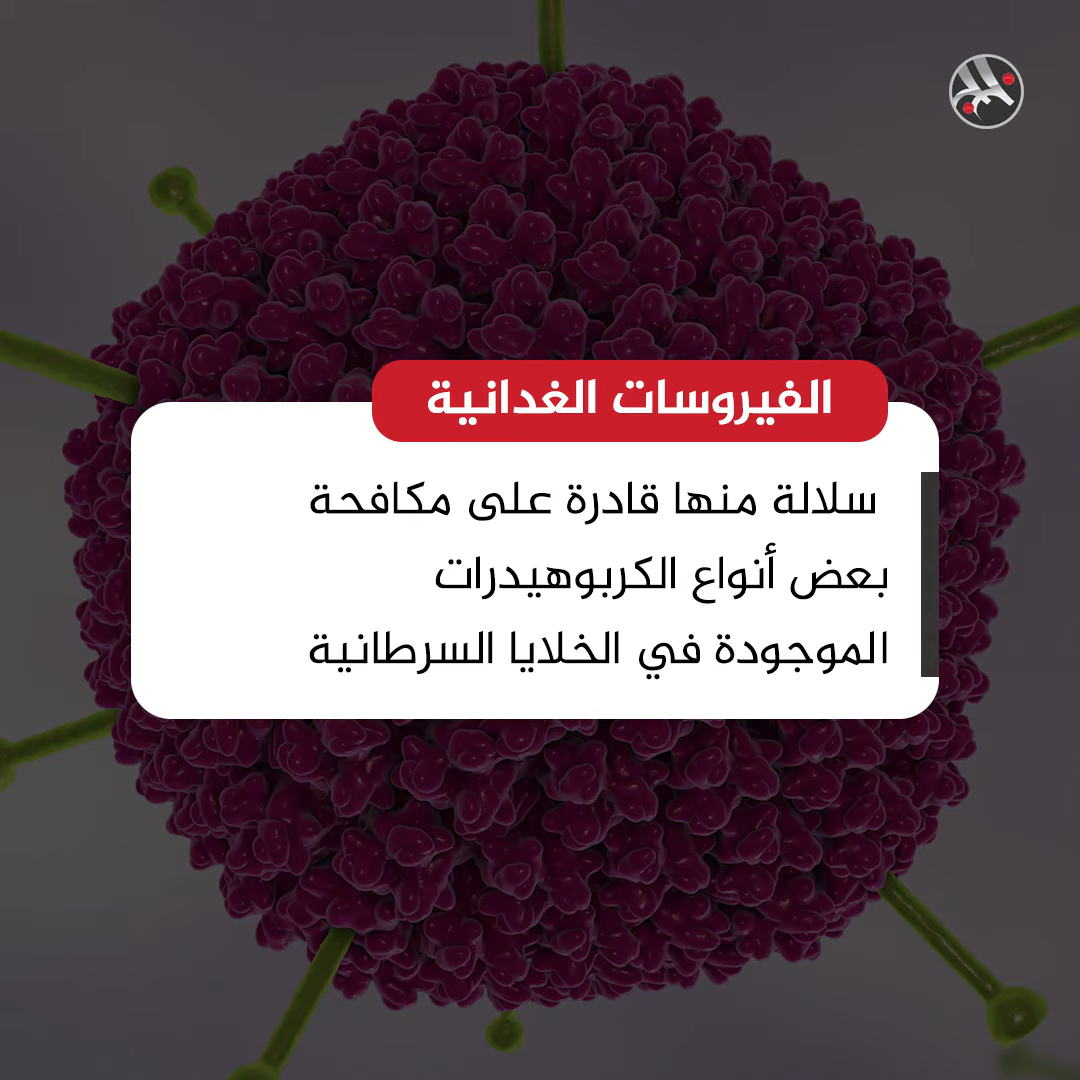 الفيروسات الغدانية
سلالة منها قادرة على مكافحة
بعض أنواع الكربوهيدرات
الموجودة في الخلايا السرطانية